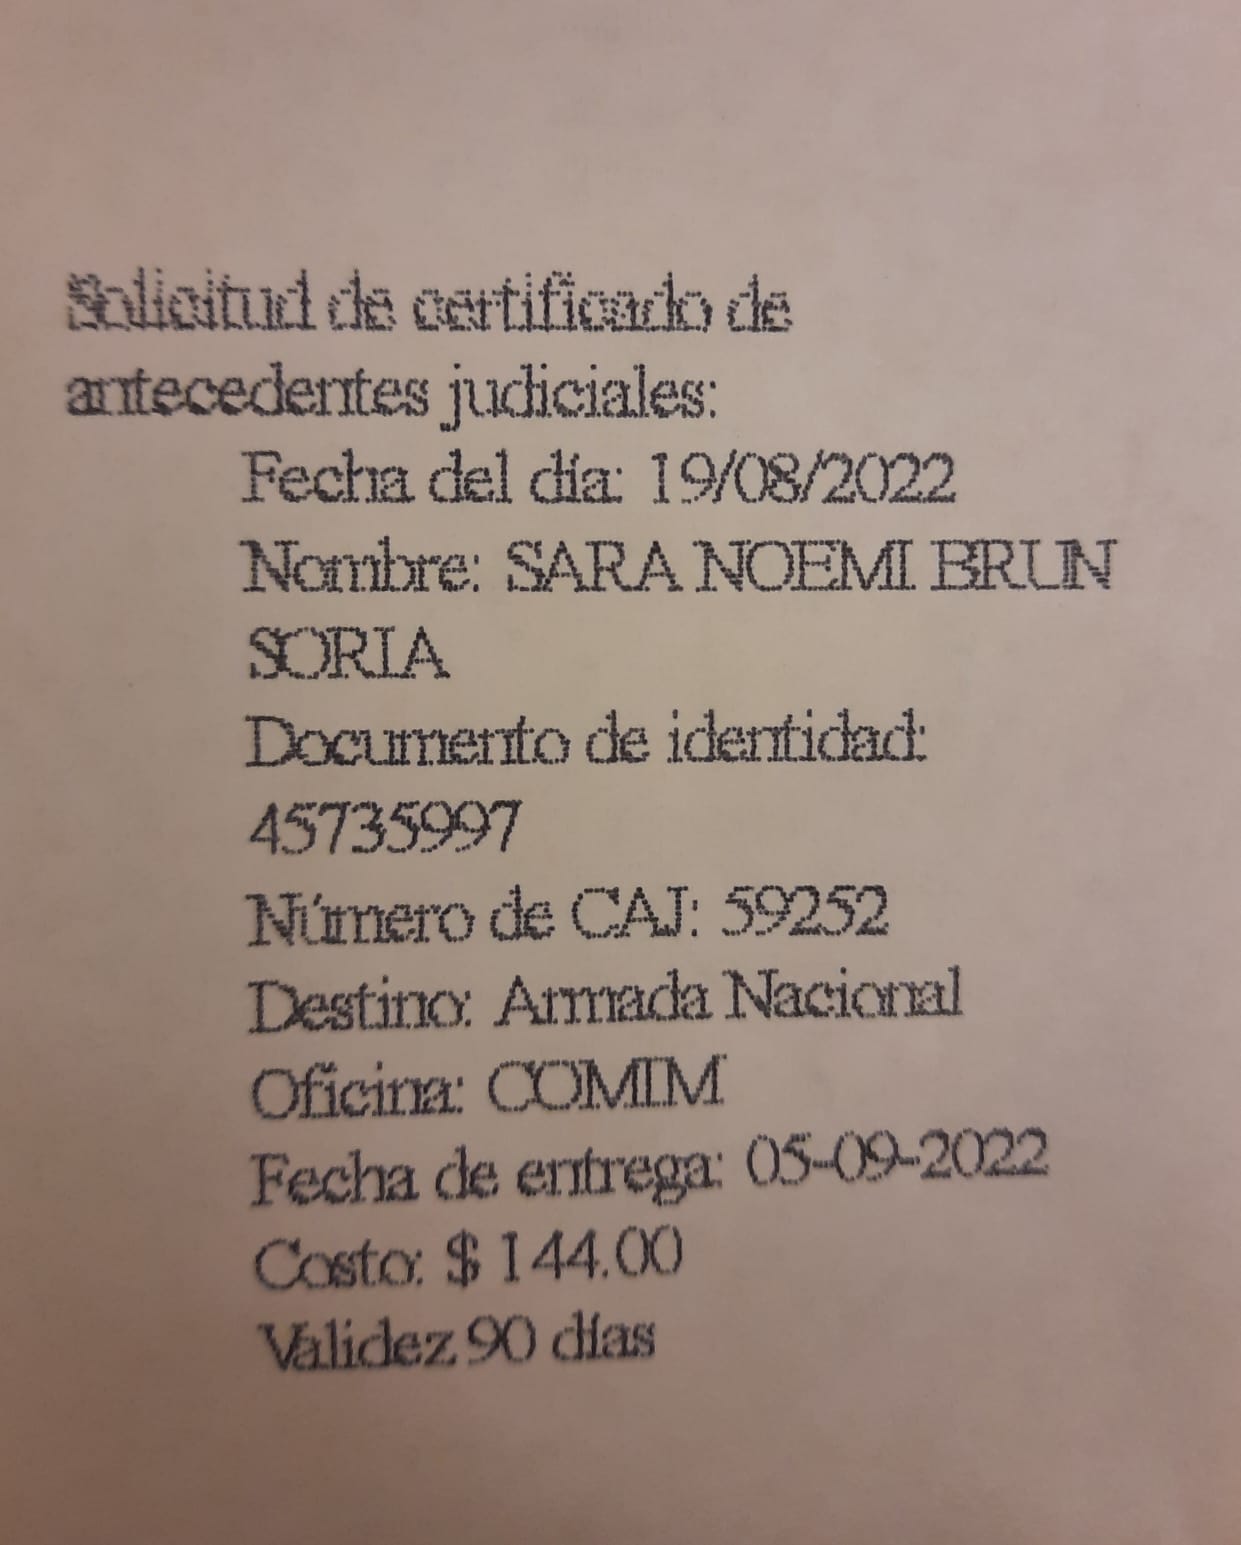 Solicitud de certificado de
antecedentes judiciales:
Fecha del día: 19/08/2022
Nombre: SARA NOEMI BRUN
SORIA
Documento de identidad:
45735997
Número de CAJ: 59252
Destino: Armada Nacional
Oficina: COMIM
Fecha de entrega: 05-09-2022
Costo: $ 144.00
Validez 90 días